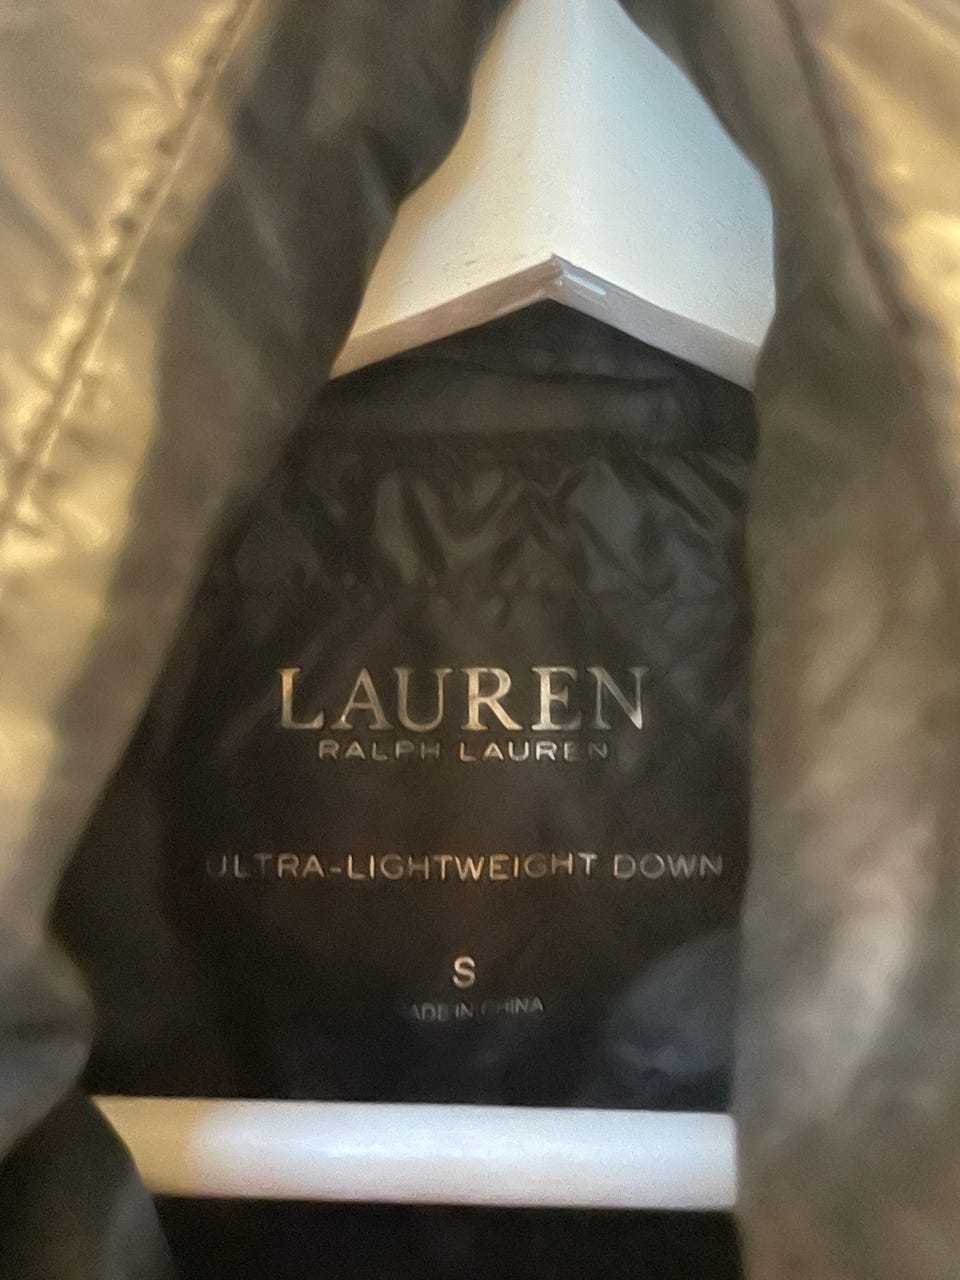 LAUREN
RALPH LAUREN
ULTRA-LIGHTWEIGHT DOWN
S
MADE IN CHINA